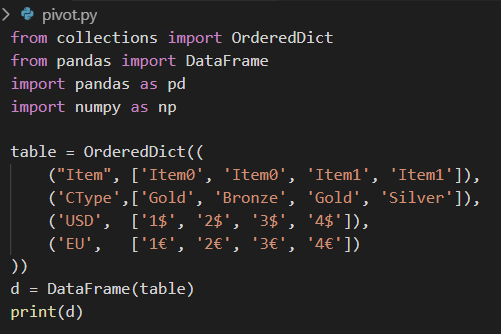 pivot.py
from collections import OrderedDict
from pandas import DataFrame
import pandas as pd
import numpy as np
table = OrderedDict((
    ("Item", ['Item0', 'Item0', 'Item1', 'Item1']),
    ('CType',['Gold', 'Bronze', 'Gold', 'Silver']),
    ('USD',  ['1$', '2$', '3$', '4$']),
    ('EU',   ['1€', '2€', '3€', '4€'])
))
d = DataFrame(table)
print(d)